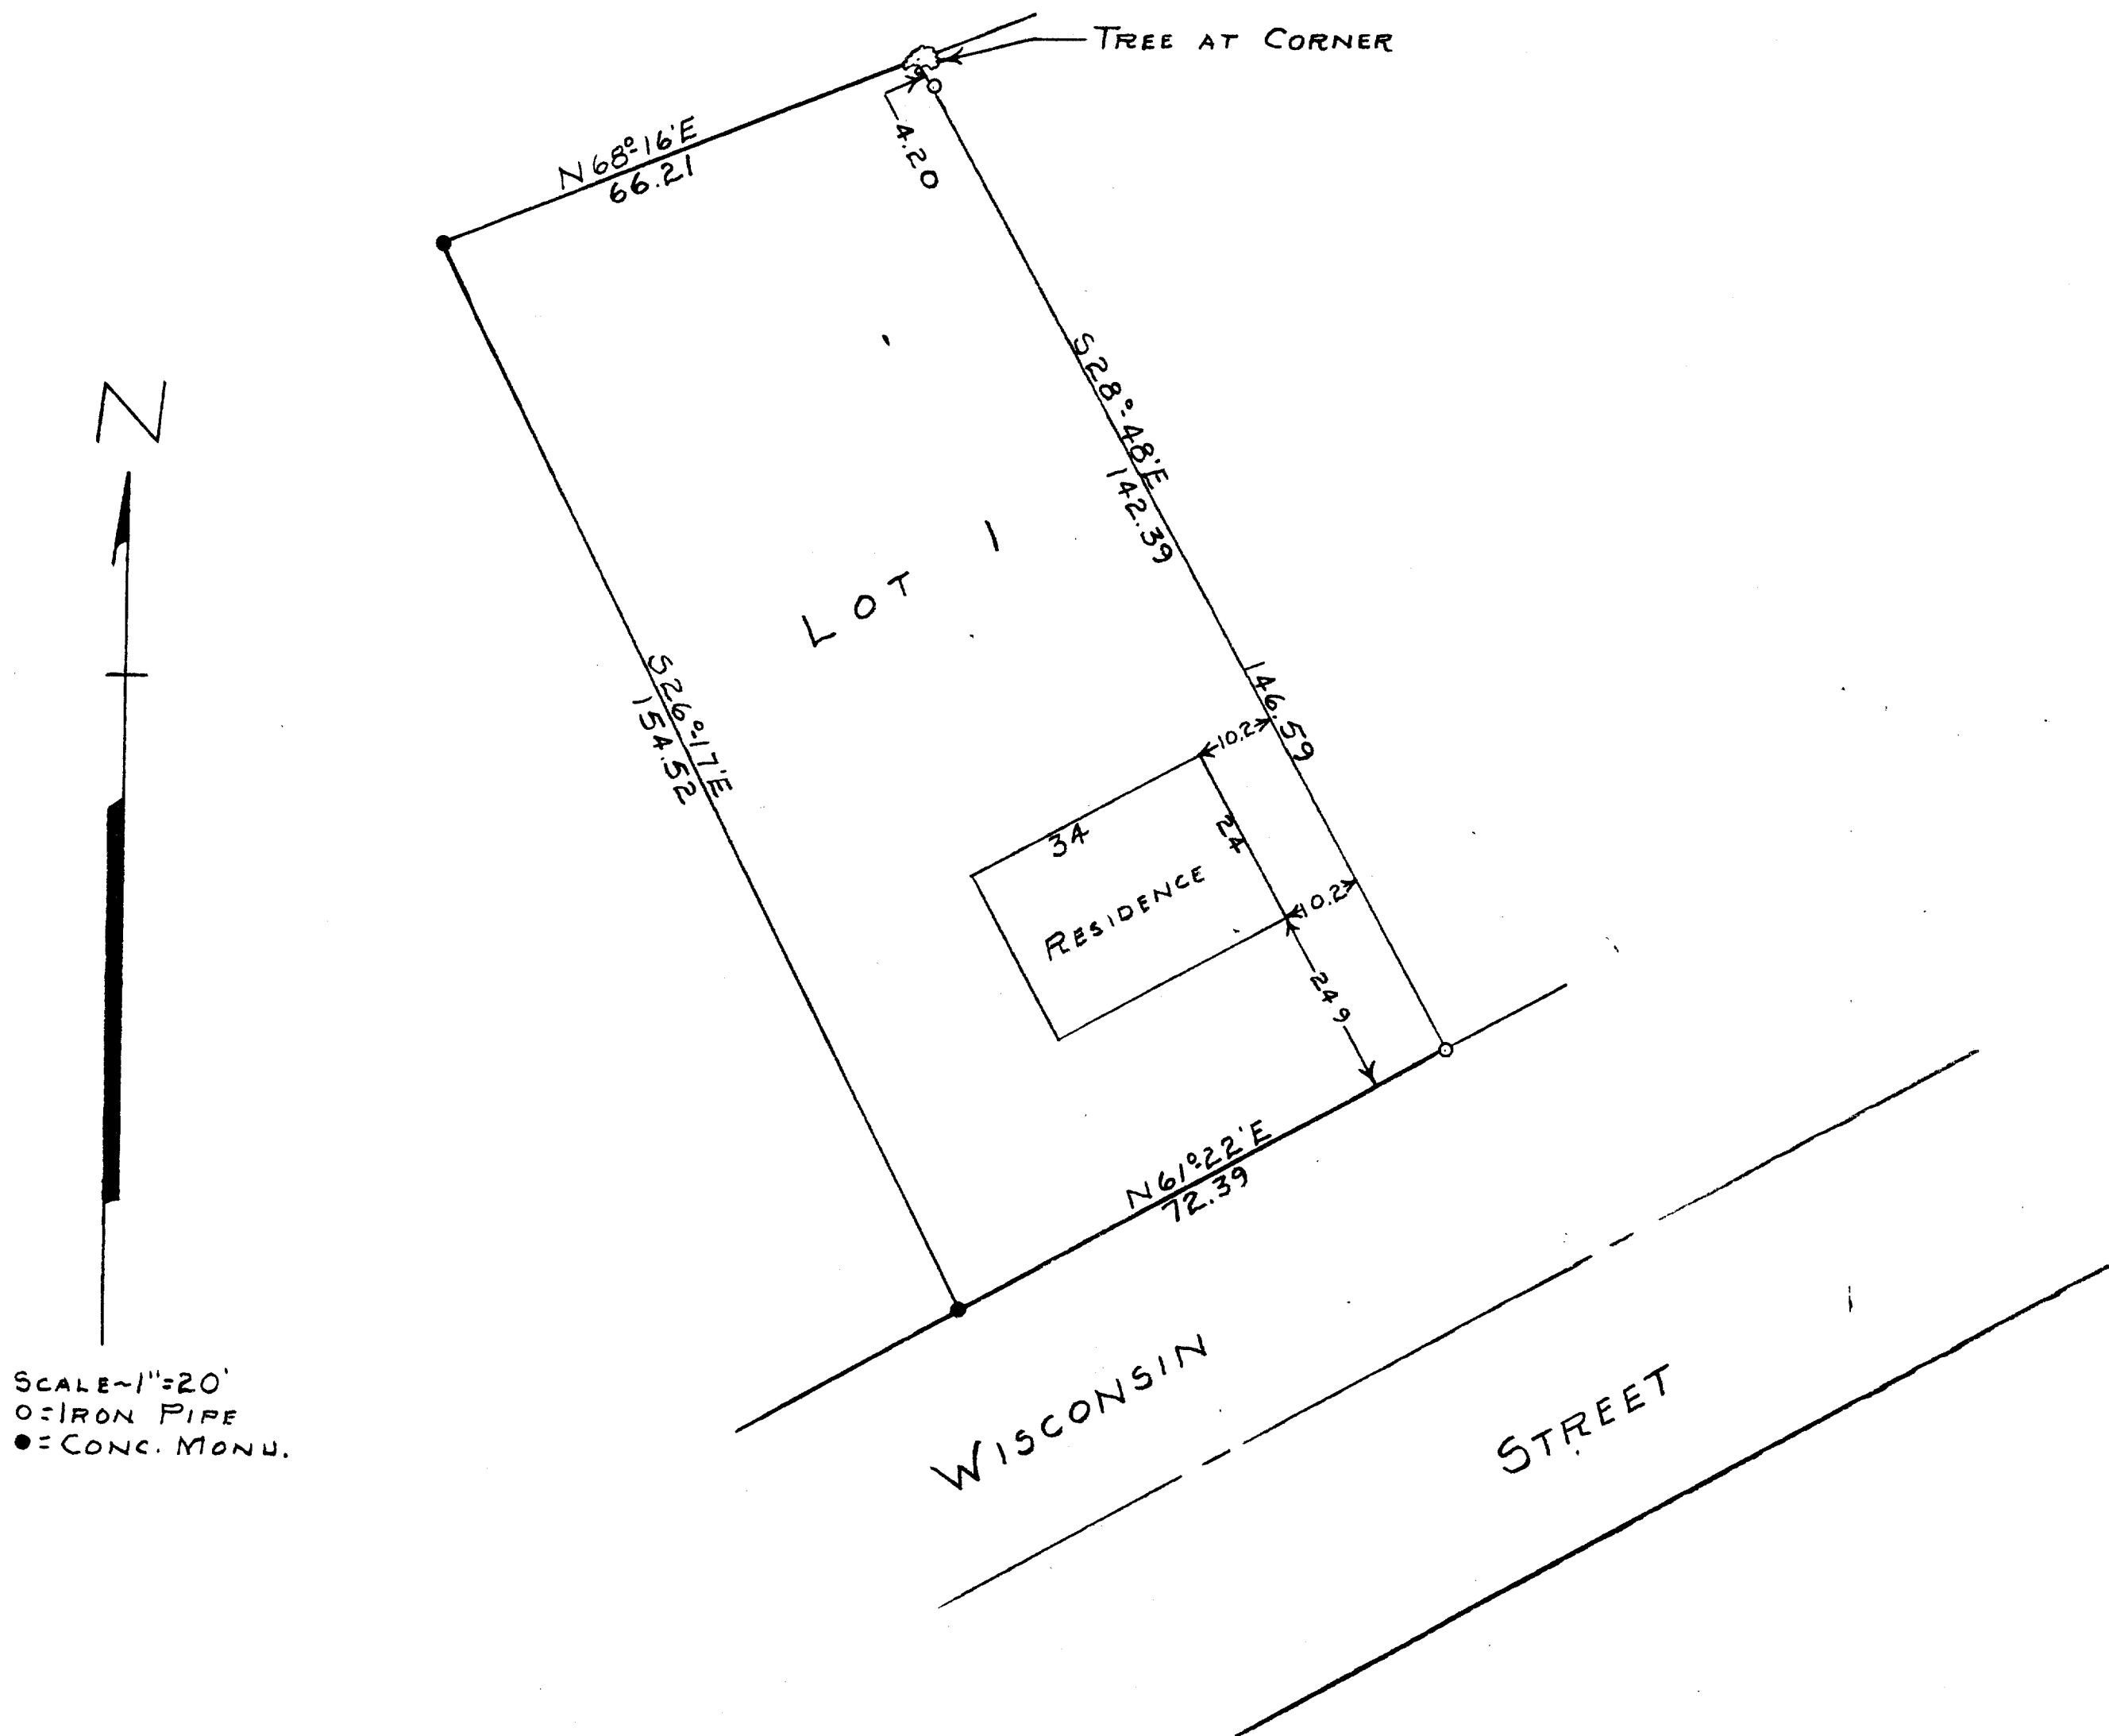 TREE AT CORNER
N68°-16'E
66.21
4.20
S28°-48'E
142.39
146.59
N
LOT 1
S26°-17'E
154.52
10.2
34
24
RESIDENCE
10.2
24.9
N61°-22'E
72.39
WISCONSIN STREET
SCALE~1"=20'
O=IRON PIPE
●=CONC. MONU.